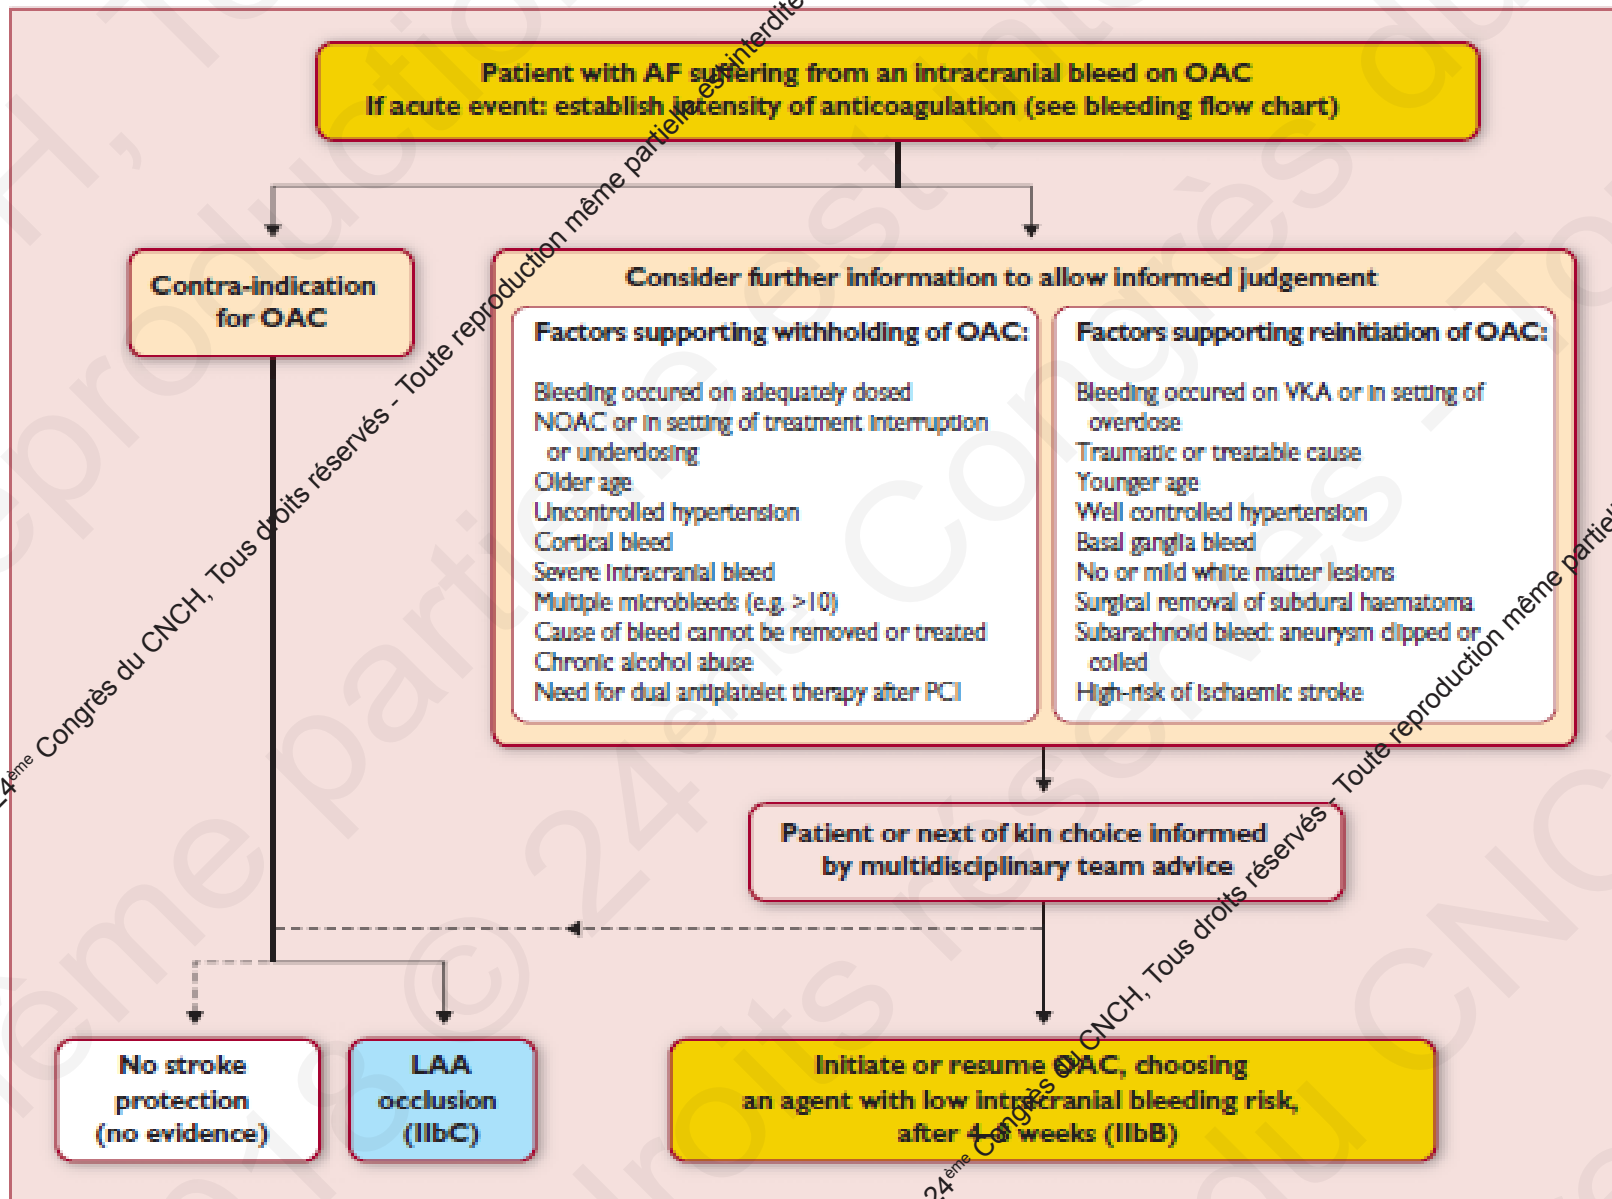 Patient with AF suffering from an intracranial bleed on OAC
If acute event: establish intensity of anticoagulation (see bleeding flow chart)
Contra-indication
for OAC
Consider further information to allow informed judgement
Factors supporting withholding of OAC:
Bleeding occured on adequately dosed
NOAC or in setting of treatment interruption
or underdosing
Older age
Uncontrolled hypertension
Cortical bleed
Severe intracranial bleed
Multiple microbleeds (e.g. >10)
Cause of bleed cannot be removed or treated
Chronic alcohol abuse
Need for dual antiplatelet therapy after PCI
Factors supporting reinitiation of OAC:
Bleeding occured on VKA or in setting of
overdose
Traumatic or treatable cause
Younger age
Well controlled hypertension
Basal ganglia bleed
No or mild white matter lesions
Surgical removal of subdural haematoma
Subarachnoid bleed: aneurysm clipped or
coiled
High-risk of ischaemic stroke
Patient or next of kin choice informed
by multidisciplinary team advice
No stroke
protection
(no evidence)
LAA
occlusion
(IIbC)
Initiate or resume OAC, choosing
an agent with low intracranial bleeding risk,
after weeks (IIbB)
24ème Congrès du CNCH, Tous droits réservés - Toute reproduction même partielle est interdite
24ème Congrès du CNCH, Tous droits réservés - Toute reproduction même partielle